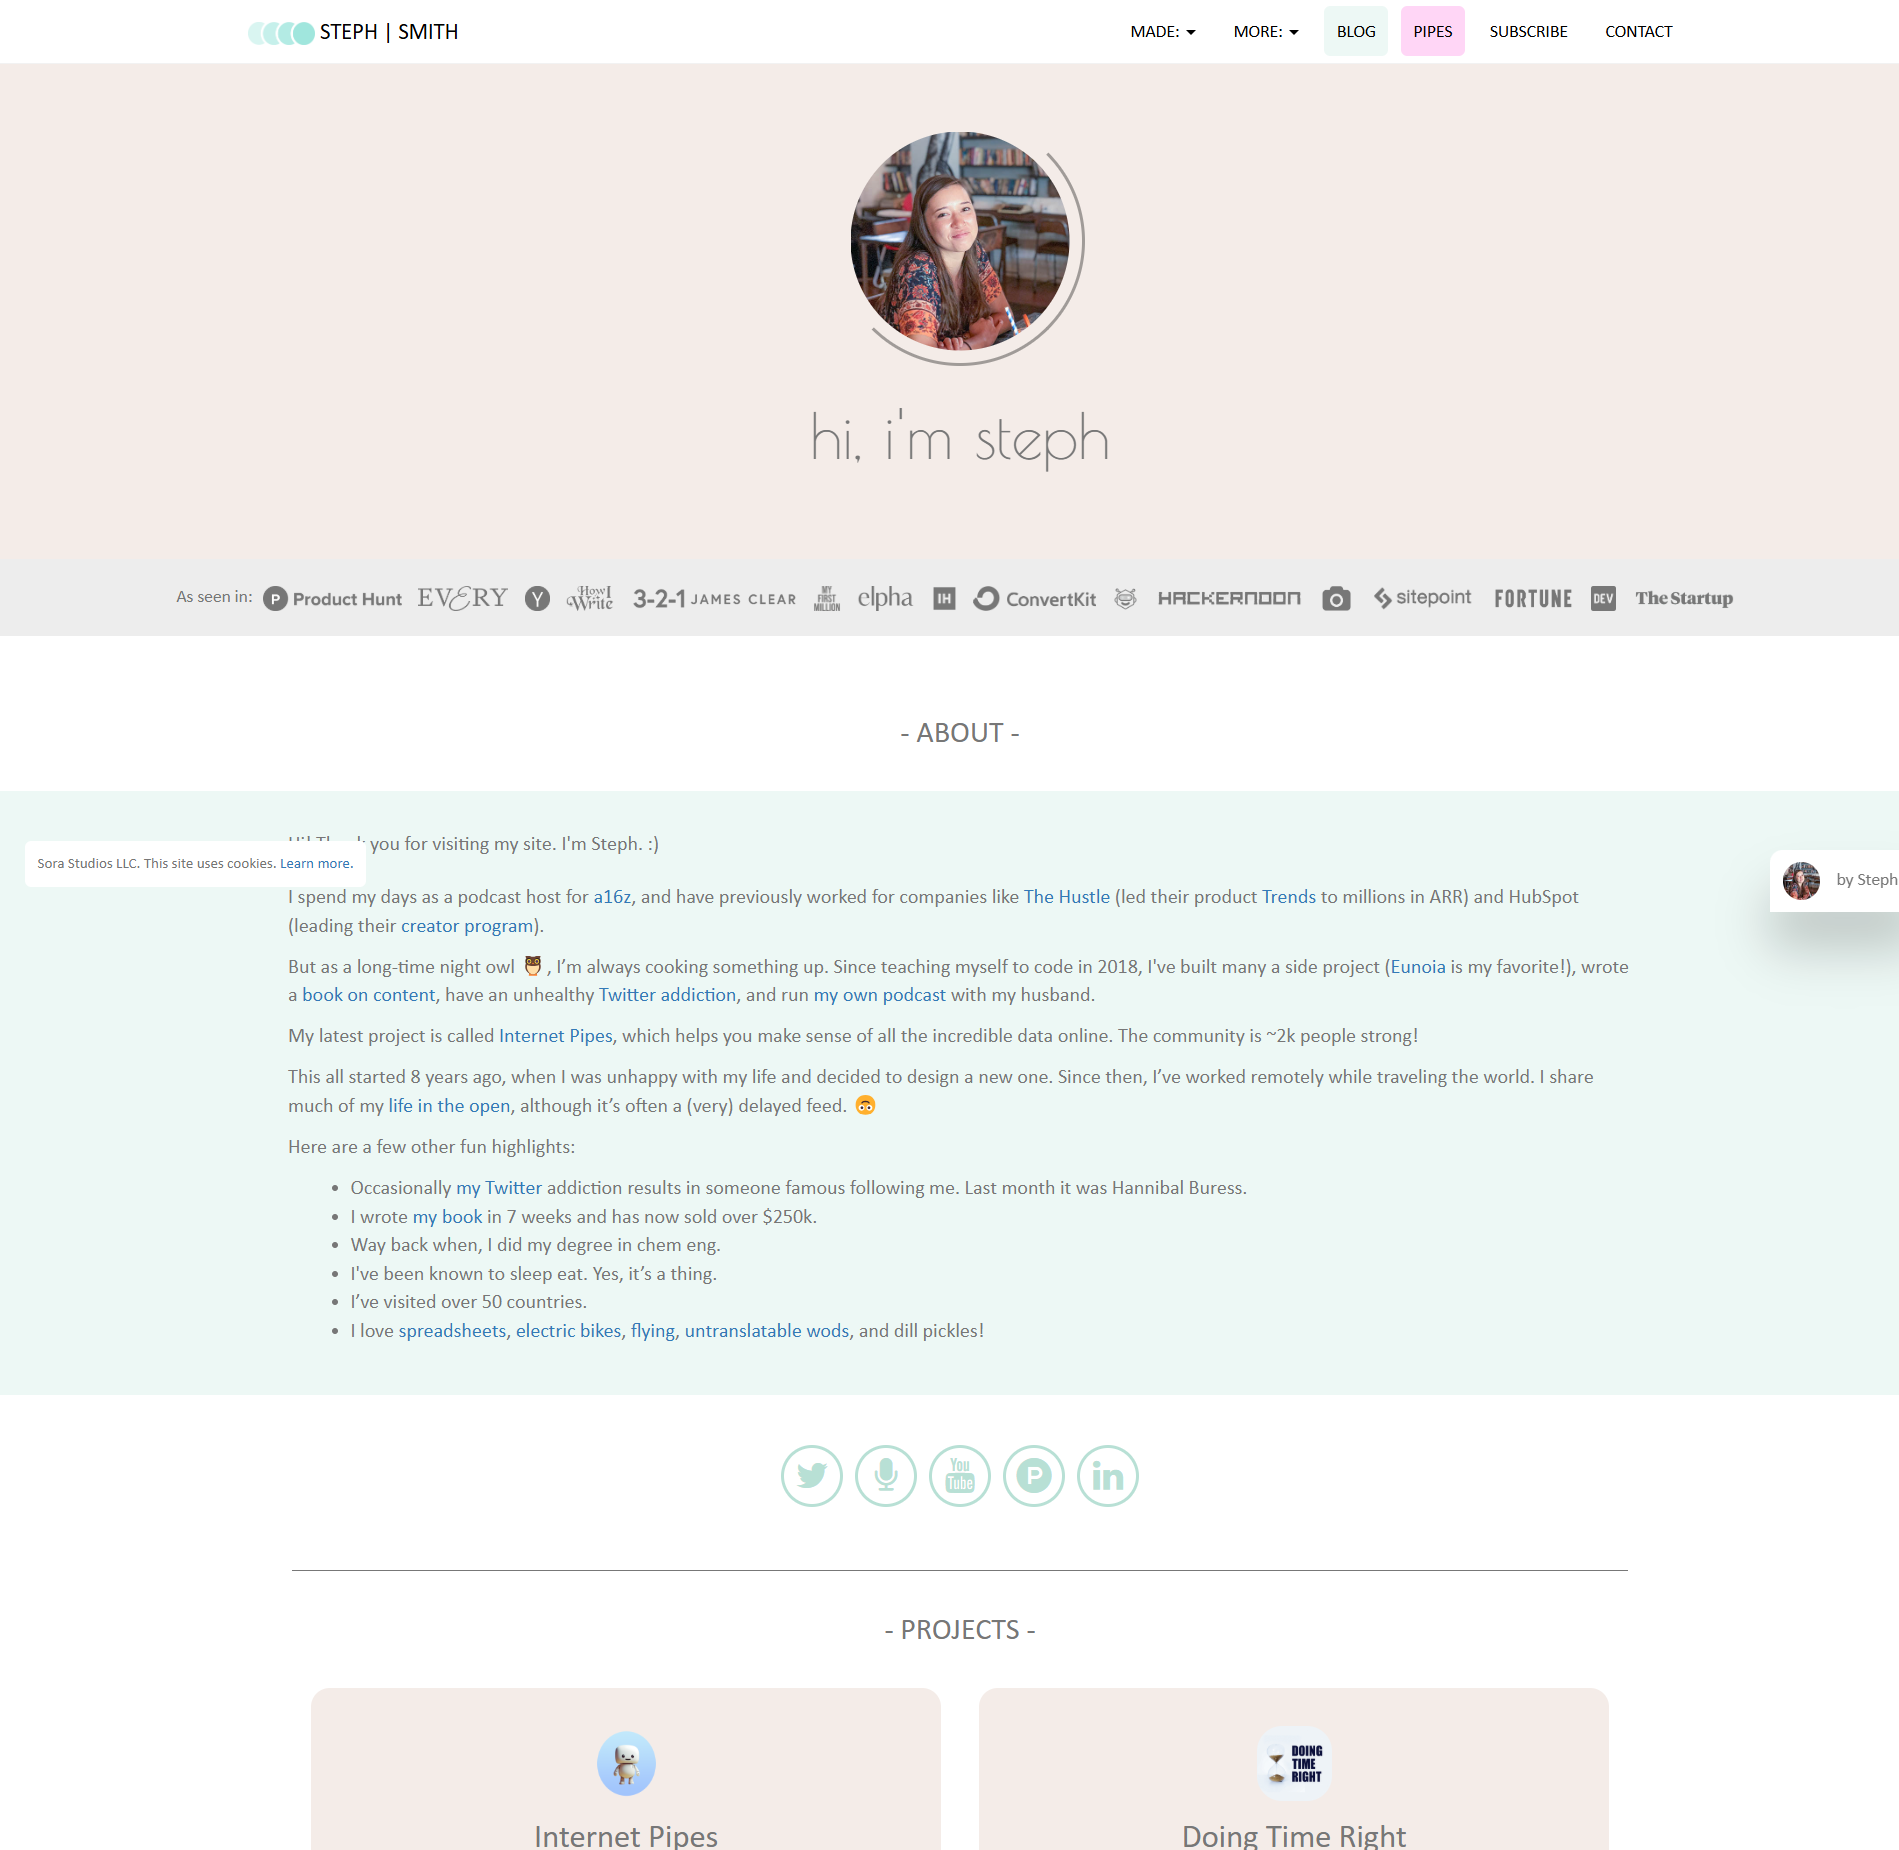 STEPH | SMITH
MADE: MORE: BLOG PIPES SUBSCRIBE CONTACT
hi, i'm steph
As seen in: P Product Hunt EVERY Y How I Write 3-2-1 JAMES CLEAR MY FIRST MILLION elpha IH ConvertKit HACKERNOON sitepoint FORTUNE DEV The Startup
- ABOUT -
you for visiting my site. I'm Steph. :)
Sora Studios LLC. This site uses cookies. Learn more.
by Steph
I spend my days as a podcast host for a16z, and have previously worked for companies like The Hustle (led their product Trends to millions in ARR) and HubSpot
(leading their creator program).
But as a long-time night owl 🦉, I’m always cooking something up. Since teaching myself to code in 2018, I've built many a side project (Eunoia is my favorite!), wrote
a book on content, have an unhealthy Twitter addiction, and run my own podcast with my husband.
My latest project is called Internet Pipes, which helps you make sense of all the incredible data online. The community is ~2k people strong!
This all started 8 years ago, when I was unhappy with my life and decided to design a new one. Since then, I’ve worked remotely while traveling the world. I share
much of my life in the open, although it’s often a (very) delayed feed. 🙃
Here are a few other fun highlights:
• Occasionally my Twitter addiction results in someone famous following me. Last month it was Hannibal Buress.
• I wrote my book in 7 weeks and has now sold over $250k.
• Way back when, I did my degree in chem eng.
• I've been known to sleep eat. Yes, it’s a thing.
• I’ve visited over 50 countries.
• I love spreadsheets, electric bikes, flying, untranslatable wods, and dill pickles!
You Tube P in
- PROJECTS -
DOING
TIME
RIGHT
Internet Pipes Doing Time Right